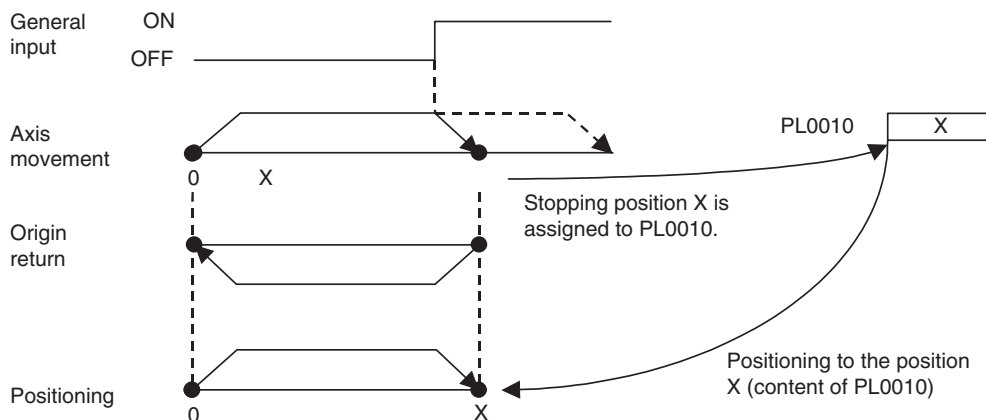 General
input
ON
OFF
Axis
movement
0 X
PL0010
X
Stopping position X is
assigned to PL0010.
Origin
return
Positioning to the position
X (content of PL0010)
Positioning
0 X